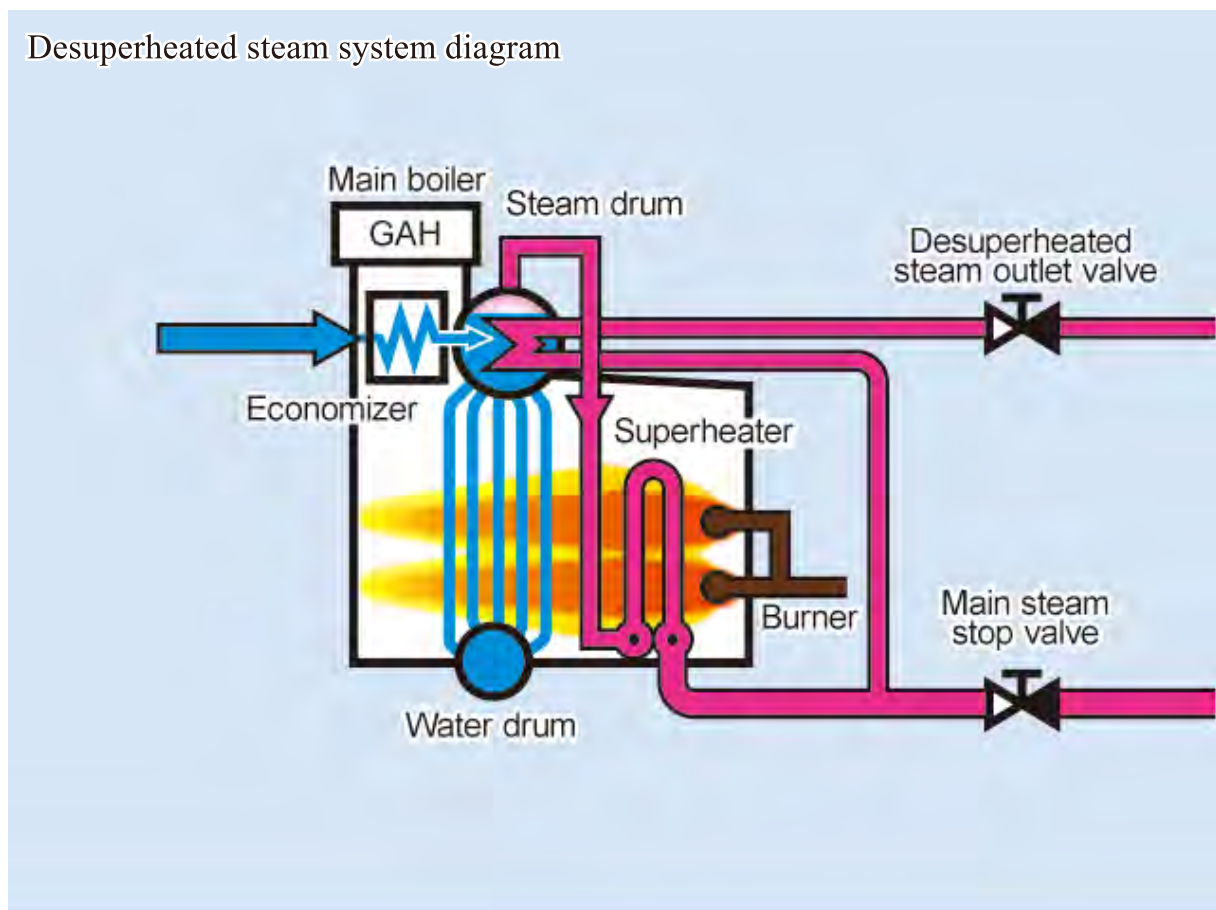 Desuperheated steam system diagram
Main boiler
GAH
Steam drum
Desuperheated
steam outlet valve
Economizer
Superheater
Burner
Main steam
stop valve
Water drum